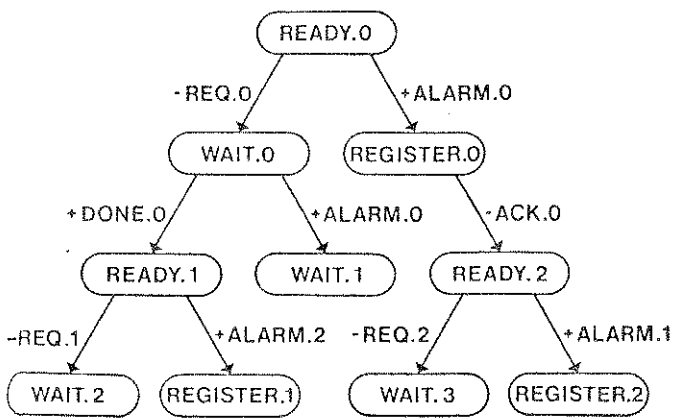 READY.0
-REQ.0 +ALARM.0
WAIT.0 REGISTER.0
+DONE.0 +ALARM.0 -ACK.0
READY.1 WAIT.1 READY.2
-REQ.1 +ALARM.2 -REQ.2 +ALARM.1
WAIT.2 REGISTER.1 WAIT.3 REGISTER.2